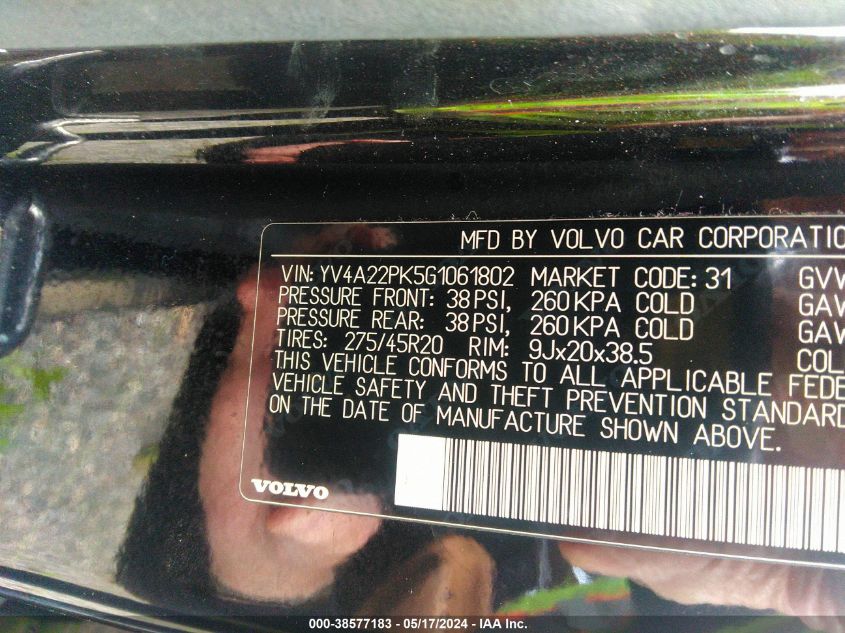 MFD BY VOLVO CAR CORPORATIO
VIN: YV4A22PK5G1061802 MARKET CODE: 31 GVW
PRESSURE FRONT: 38 PSI, 260 KPA COLD GAW
PRESSURE REAR: 38 PSI, 260 KPA COLD GAW
TIRES: 275/45R20 RIM: 9Jx20x38.5 COL
THIS VEHICLE CONFORMS TO ALL APPLICABLE FEDE
VEHICLE SAFETY AND THEFT PREVENTION STANDARD
ON THE DATE OF MANUFACTURE SHOWN ABOVE.
VOLVO
000-38577183 - 05/17/2024 - IAA Inc.